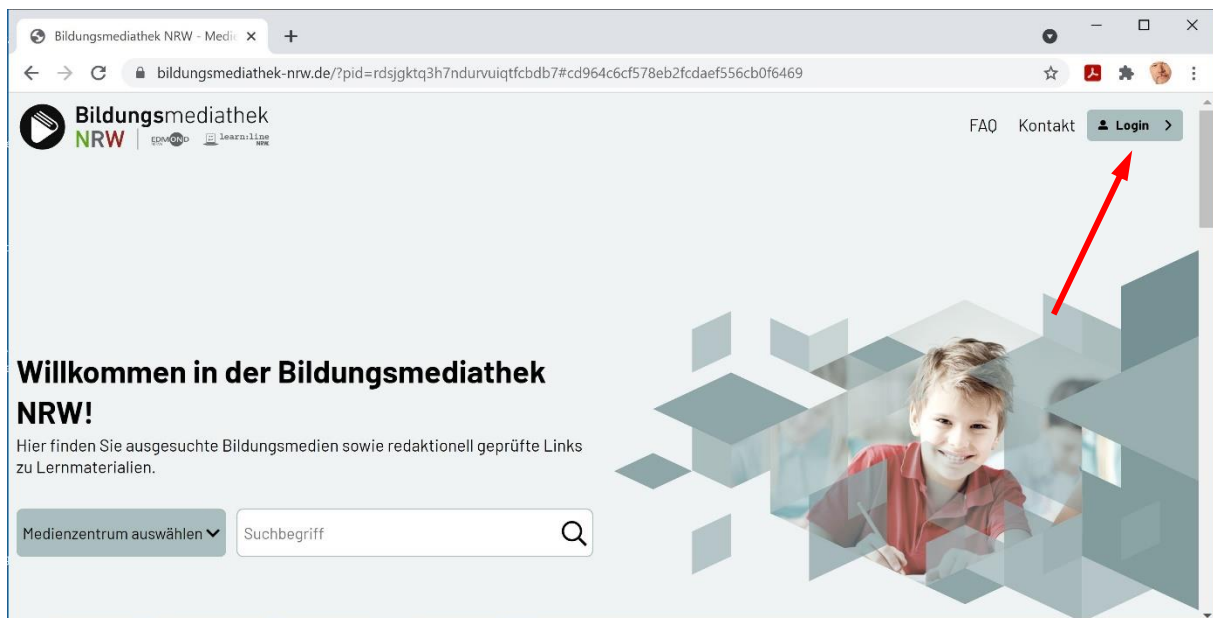 Bildungsmediathek NRW - Medi
bildungsmediathek-nrw.de/?pid=rdsjgktq3h7ndurvuiqtfcbdb7#cd964c6cf578eb2fcdaef556cb0f6469
Bildungsmediathek
NRW EDMOND learn:line NRW
FAQ Kontakt Login
Willkommen in der Bildungsmediathek
NRW!
Hier finden Sie ausgesuchte Bildungsmedien sowie redaktionell geprüfte Links
zu Lernmaterialien.
Medienzentrum auswählen Suchbegriff